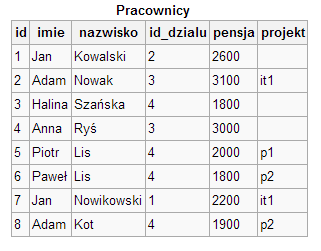 Pracownicy
id imie nazwisko id_dzialu pensja projekt
1 Jan Kowalski 2 2600
2 Adam Nowak 3 3100 it1
3 Halina Szańska 4 1800
4 Anna Ryś 3 3000
5 Piotr Lis 4 2000 p1
6 Paweł Lis 4 1800 p2
7 Jan Nowikowski 1 2200 it1
8 Adam Kot 4 1900 p2